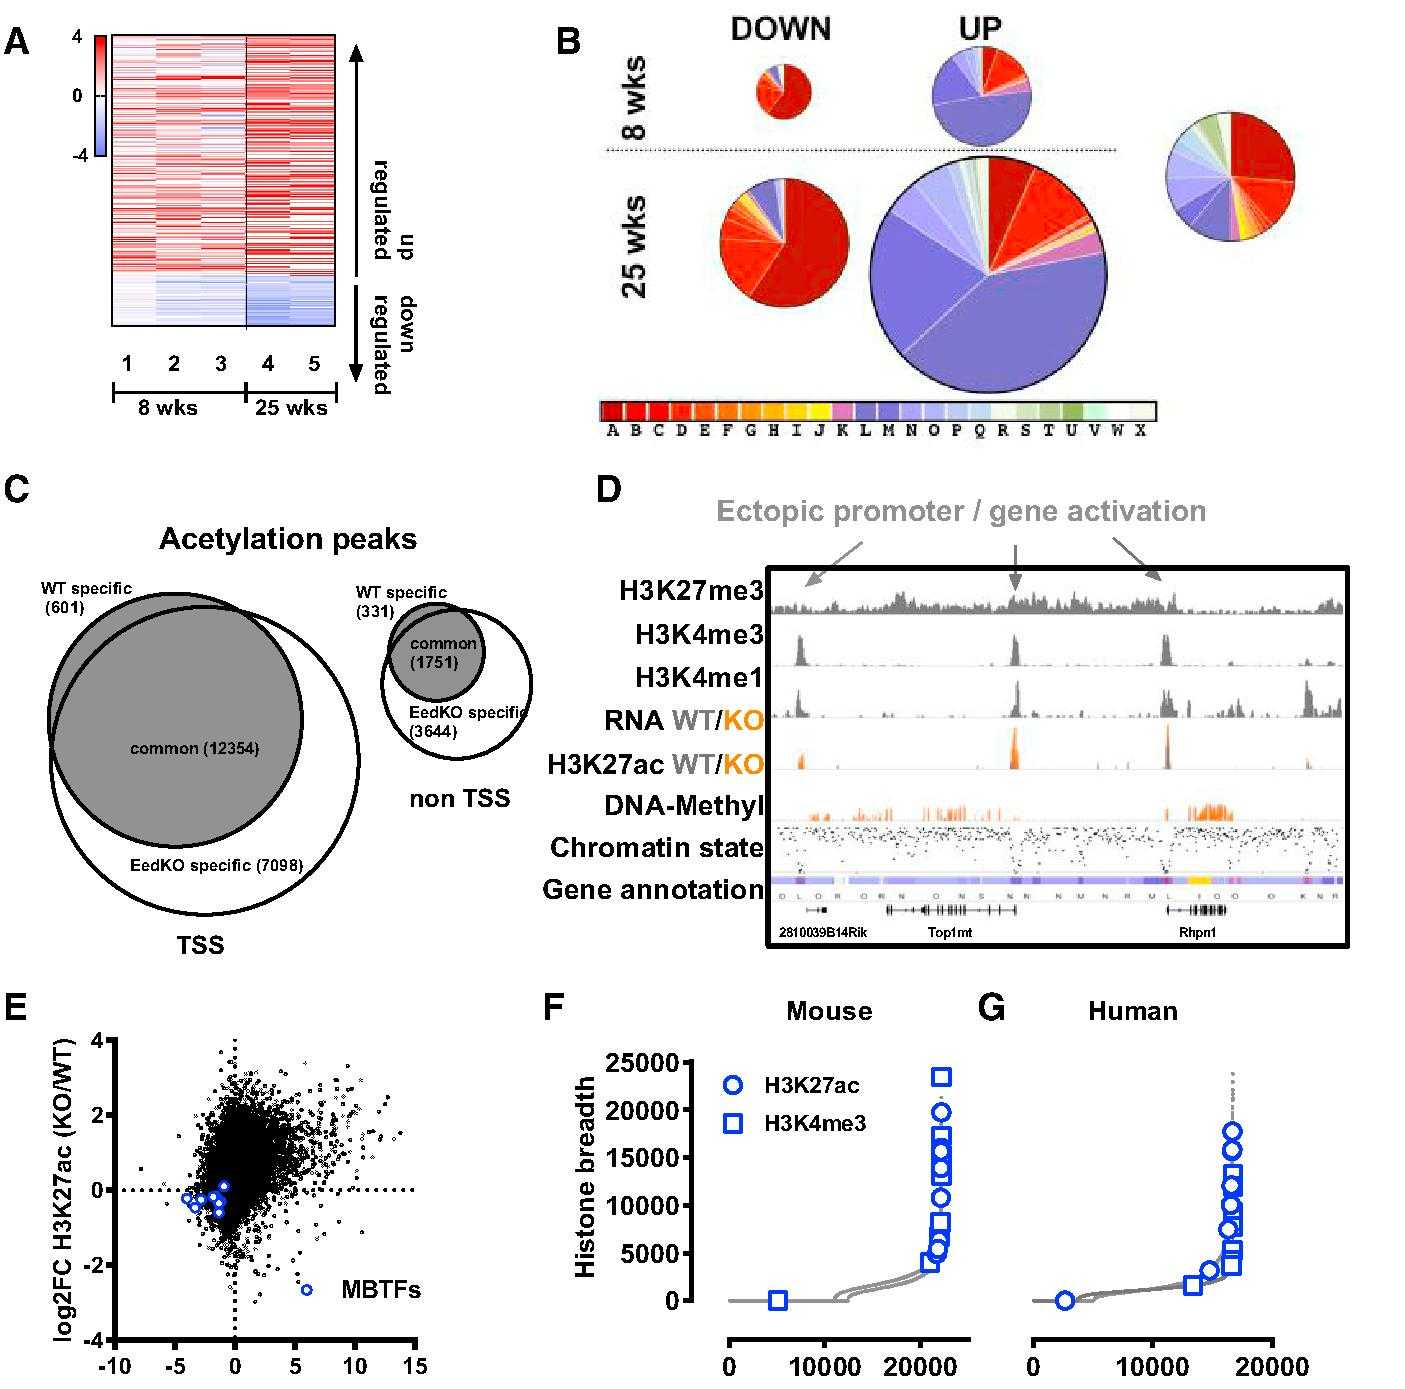 A
4
0
-4
up
regulated
down
regulated
1 2 3 4 5
8 wks 25 wks
B
DOWN UP
8 wks
25 wks
A B C D E F G H I J K L M N O P Q R S T U V W X
C
Acetylation peaks
WT specific
(601)
common (12354)
EedKO specific (7098)
TSS
WT specific
(331)
common
(1751)
EedKO specific
(3644)
non TSS
D
Ectopic promoter / gene activation
H3K27me3
H3K4me3
H3K4me1
RNA WT/KO
H3K27ac WT/KO
DNA-Methyl
Chromatin state
Gene annotation
2810039B14Rik Top1mt Rhpn1
E
log2FC H3K27ac (KO/WT)
4
2
0
-2
-4
-10 -5 0 5 10 15
MBTFs
F
Mouse
Histone breadth
25000
20000
15000
10000
5000
0
H3K27ac
H3K4me3
0 10000 20000
G
Human
0 10000 20000